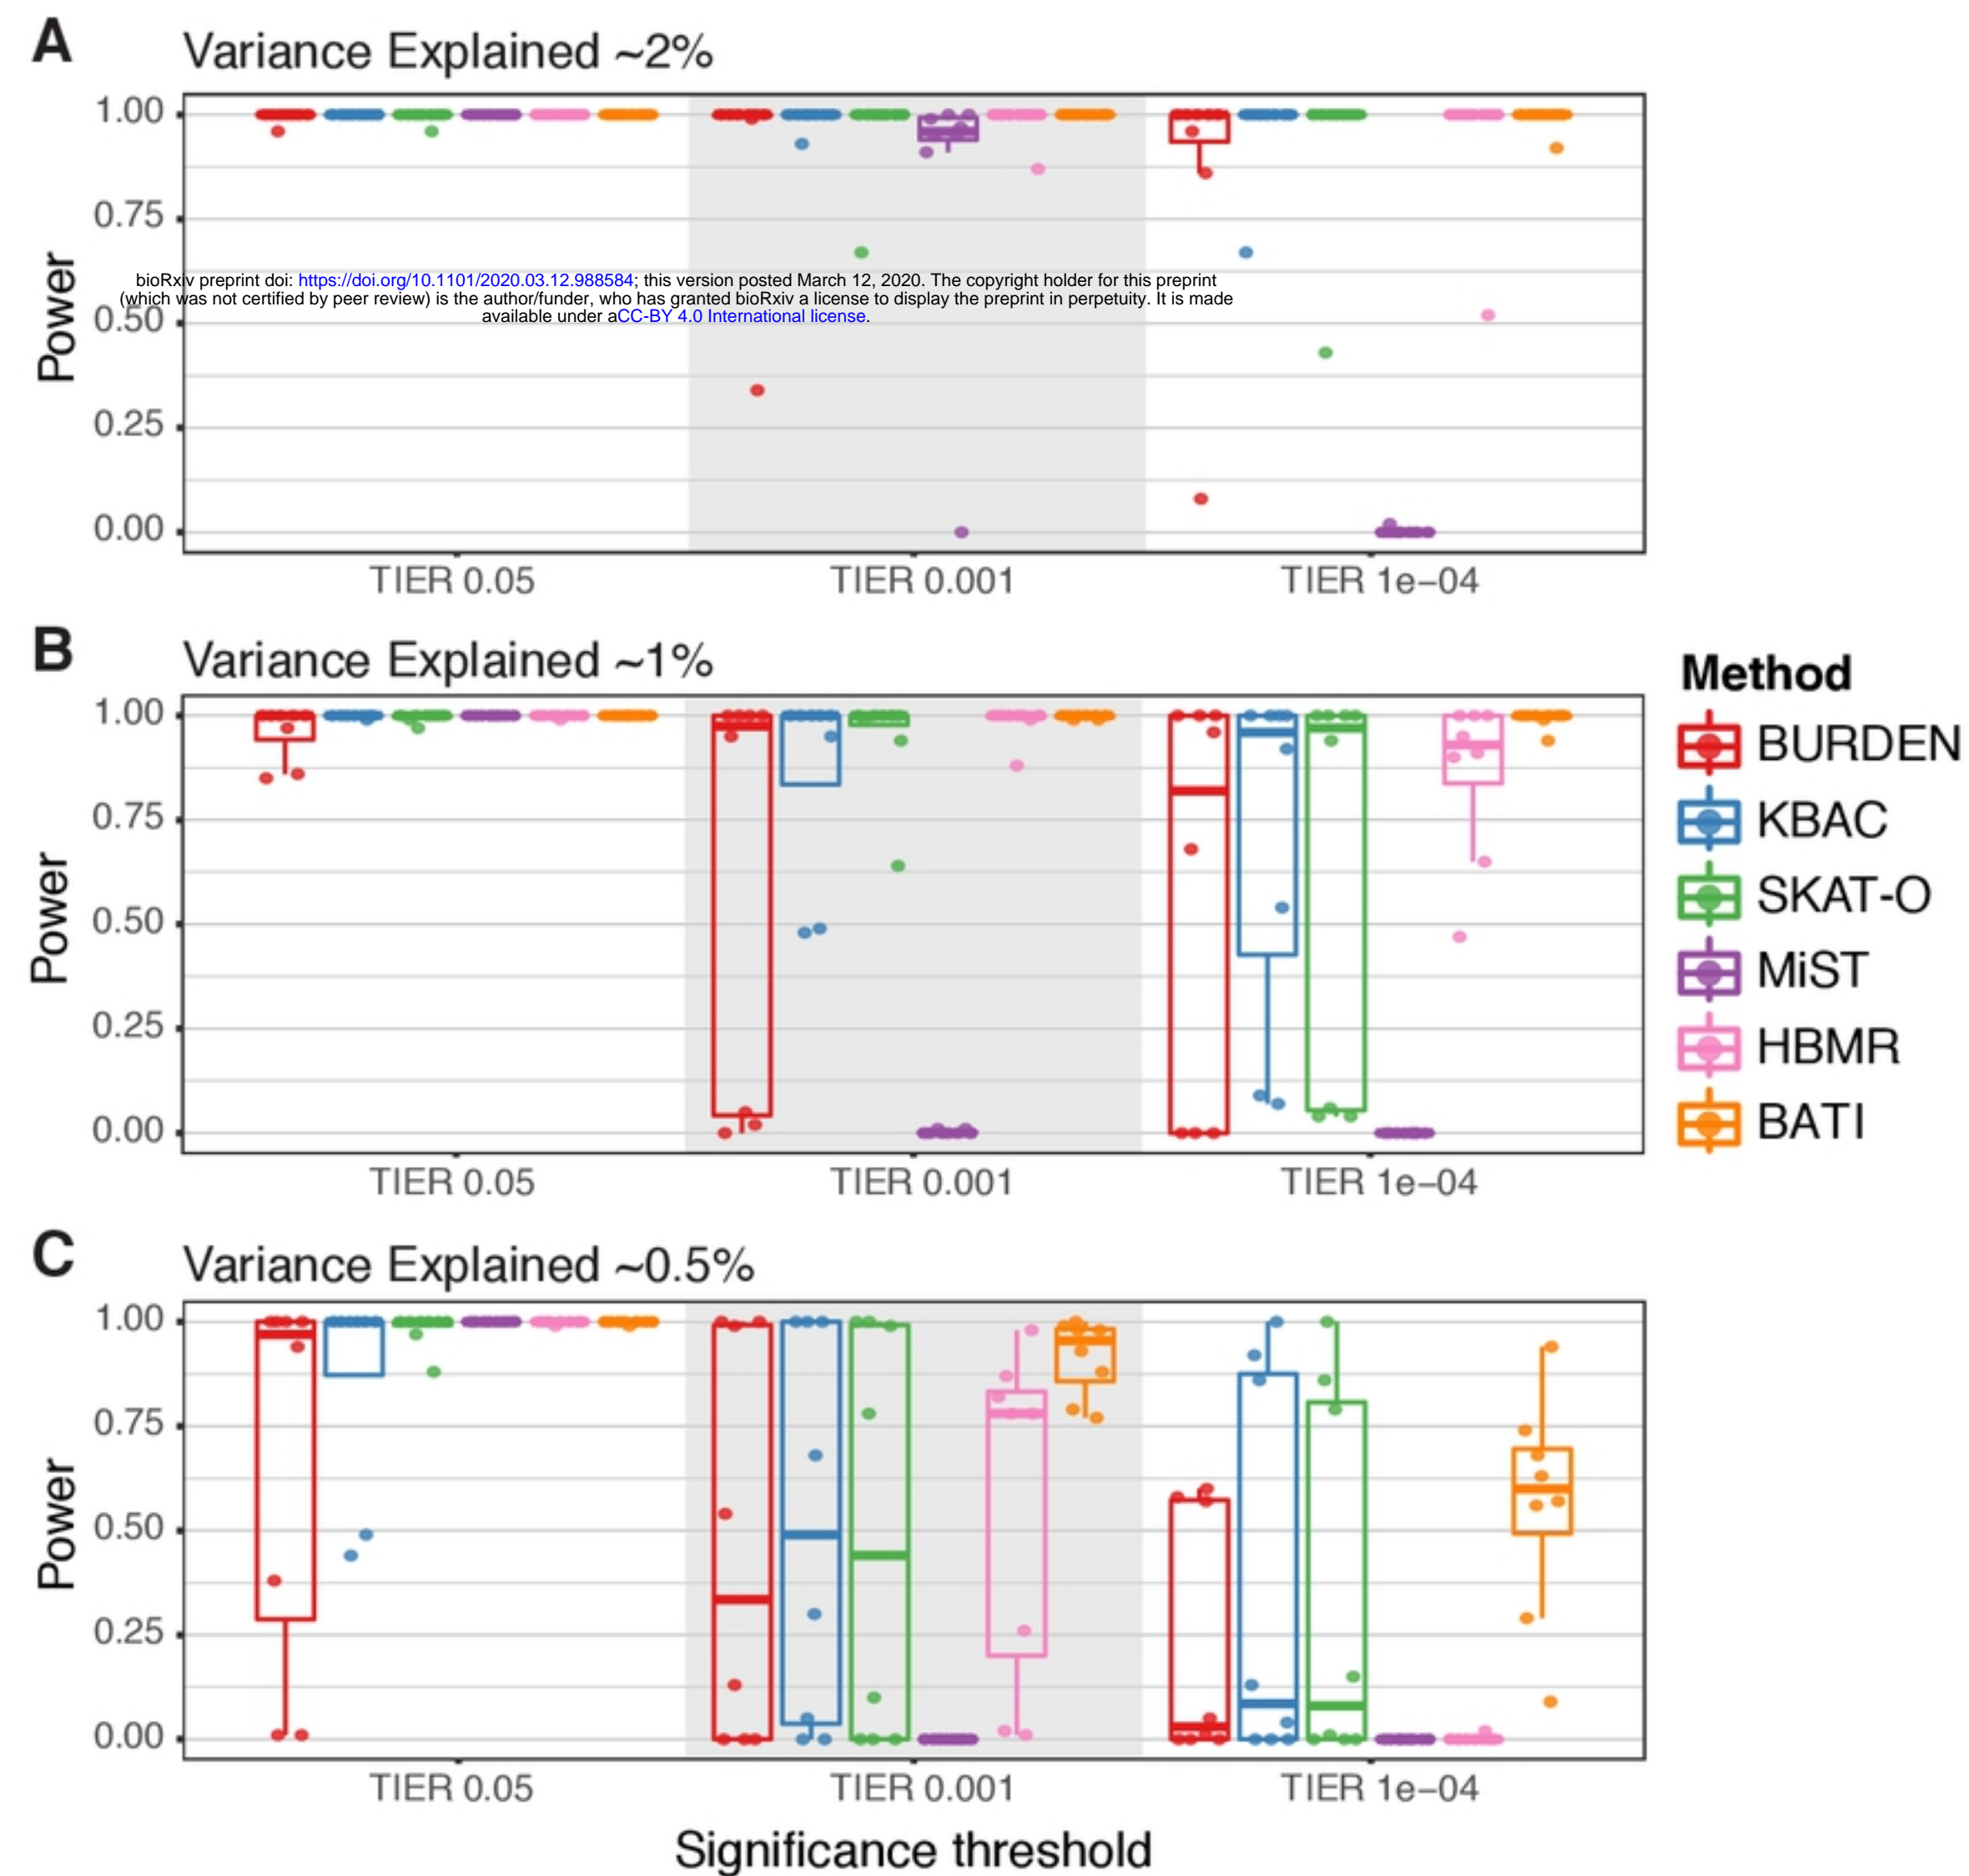 A
Variance Explained ~2%
1.00
0.75
0.50
0.25
0.00
Power
bioRxiv preprint doi: https://doi.org/10.1101/2020.03.12.988584; this version posted March 12, 2020. The copyright holder for this preprint
(which was not certified by peer review) is the author/funder, who has granted bioRxiv a license to display the preprint in perpetuity. It is made
available under aCC-BY 4.0 International license.
TIER 0.05
TIER 0.001
TIER 1e−04
B
Variance Explained ~1%
1.00
0.75
0.50
0.25
0.00
Power
TIER 0.05
TIER 0.001
TIER 1e−04
Method
BURDEN
KBAC
SKAT-O
MiST
HBMR
BATI
C
Variance Explained ~0.5%
1.00
0.75
0.50
0.25
0.00
Power
TIER 0.05
TIER 0.001
TIER 1e−04
Significance threshold